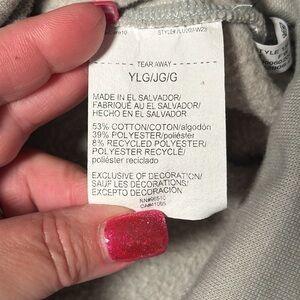 TEAR AWAY
YLG/JG/G
MADE IN EL SALVADOR/
FABRIQUÉ AU EL SALVADOR/
HECHO EN EL SALVADOR
53% COTTON/COTON/algodón
39% POLYESTER/poliéster
8% RECYCLED POLYESTER/
POLYESTER RECYCLÉ/
poliéster reciclado
EXCLUSIVE OF DECORATION/
SAUF LES DÉCORATIONS/
EXCEPTO DECORACIÓN
STYLE